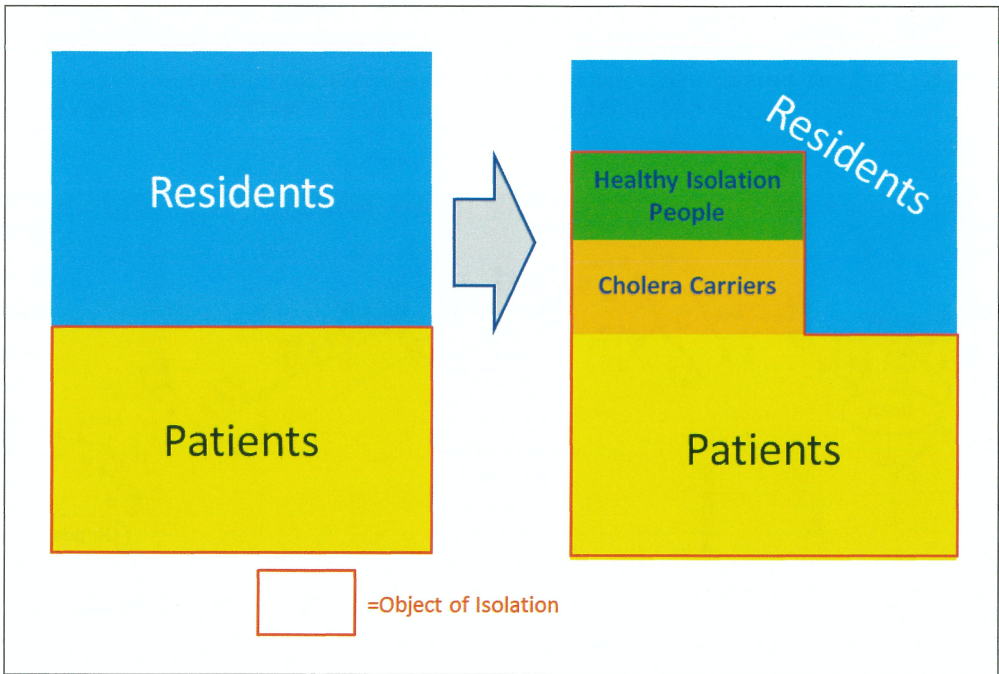 Residents
Patients
Residents
Healthy Isolation
People
Cholera Carriers
Patients
=Object of Isolation